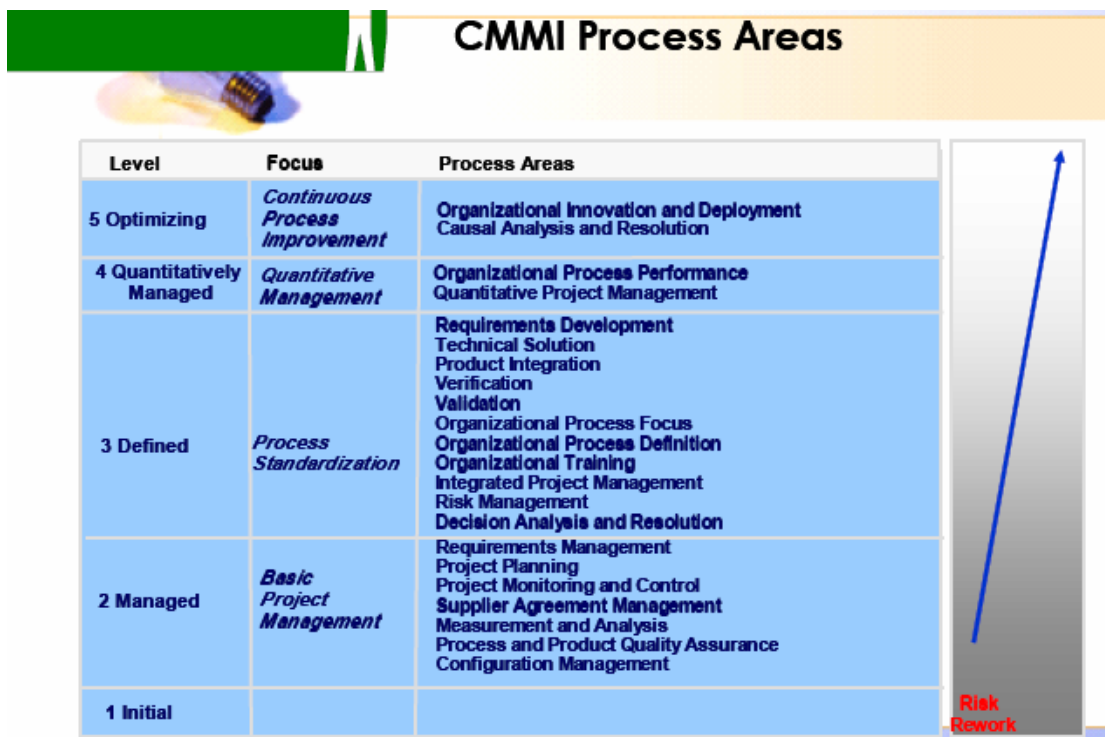 CMMI Process Areas
Level Focus Process Areas
5 Optimizing
Continuous
Process
Improvement
Organizational Innovation and Deployment
Causal Analysis and Resolution
4 Quantitatively
Managed
Quantitative
Management
Organizational Process Performance
Quantitative Project Management
3 Defined
Process
Standardization
Requirements Development
Technical Solution
Product Integration
Verification
Validation
Organizational Process Focus
Organizational Process Definition
Organizational Training
Integrated Project Management
Risk Management
Decision Analysis and Resolution
2 Managed
Basic
Project
Management
Requirements Management
Project Planning
Project Monitoring and Control
Supplier Agreement Management
Measurement and Analysis
Process and Product Quality Assurance
Configuration Management
1 Initial
Risk
Rework